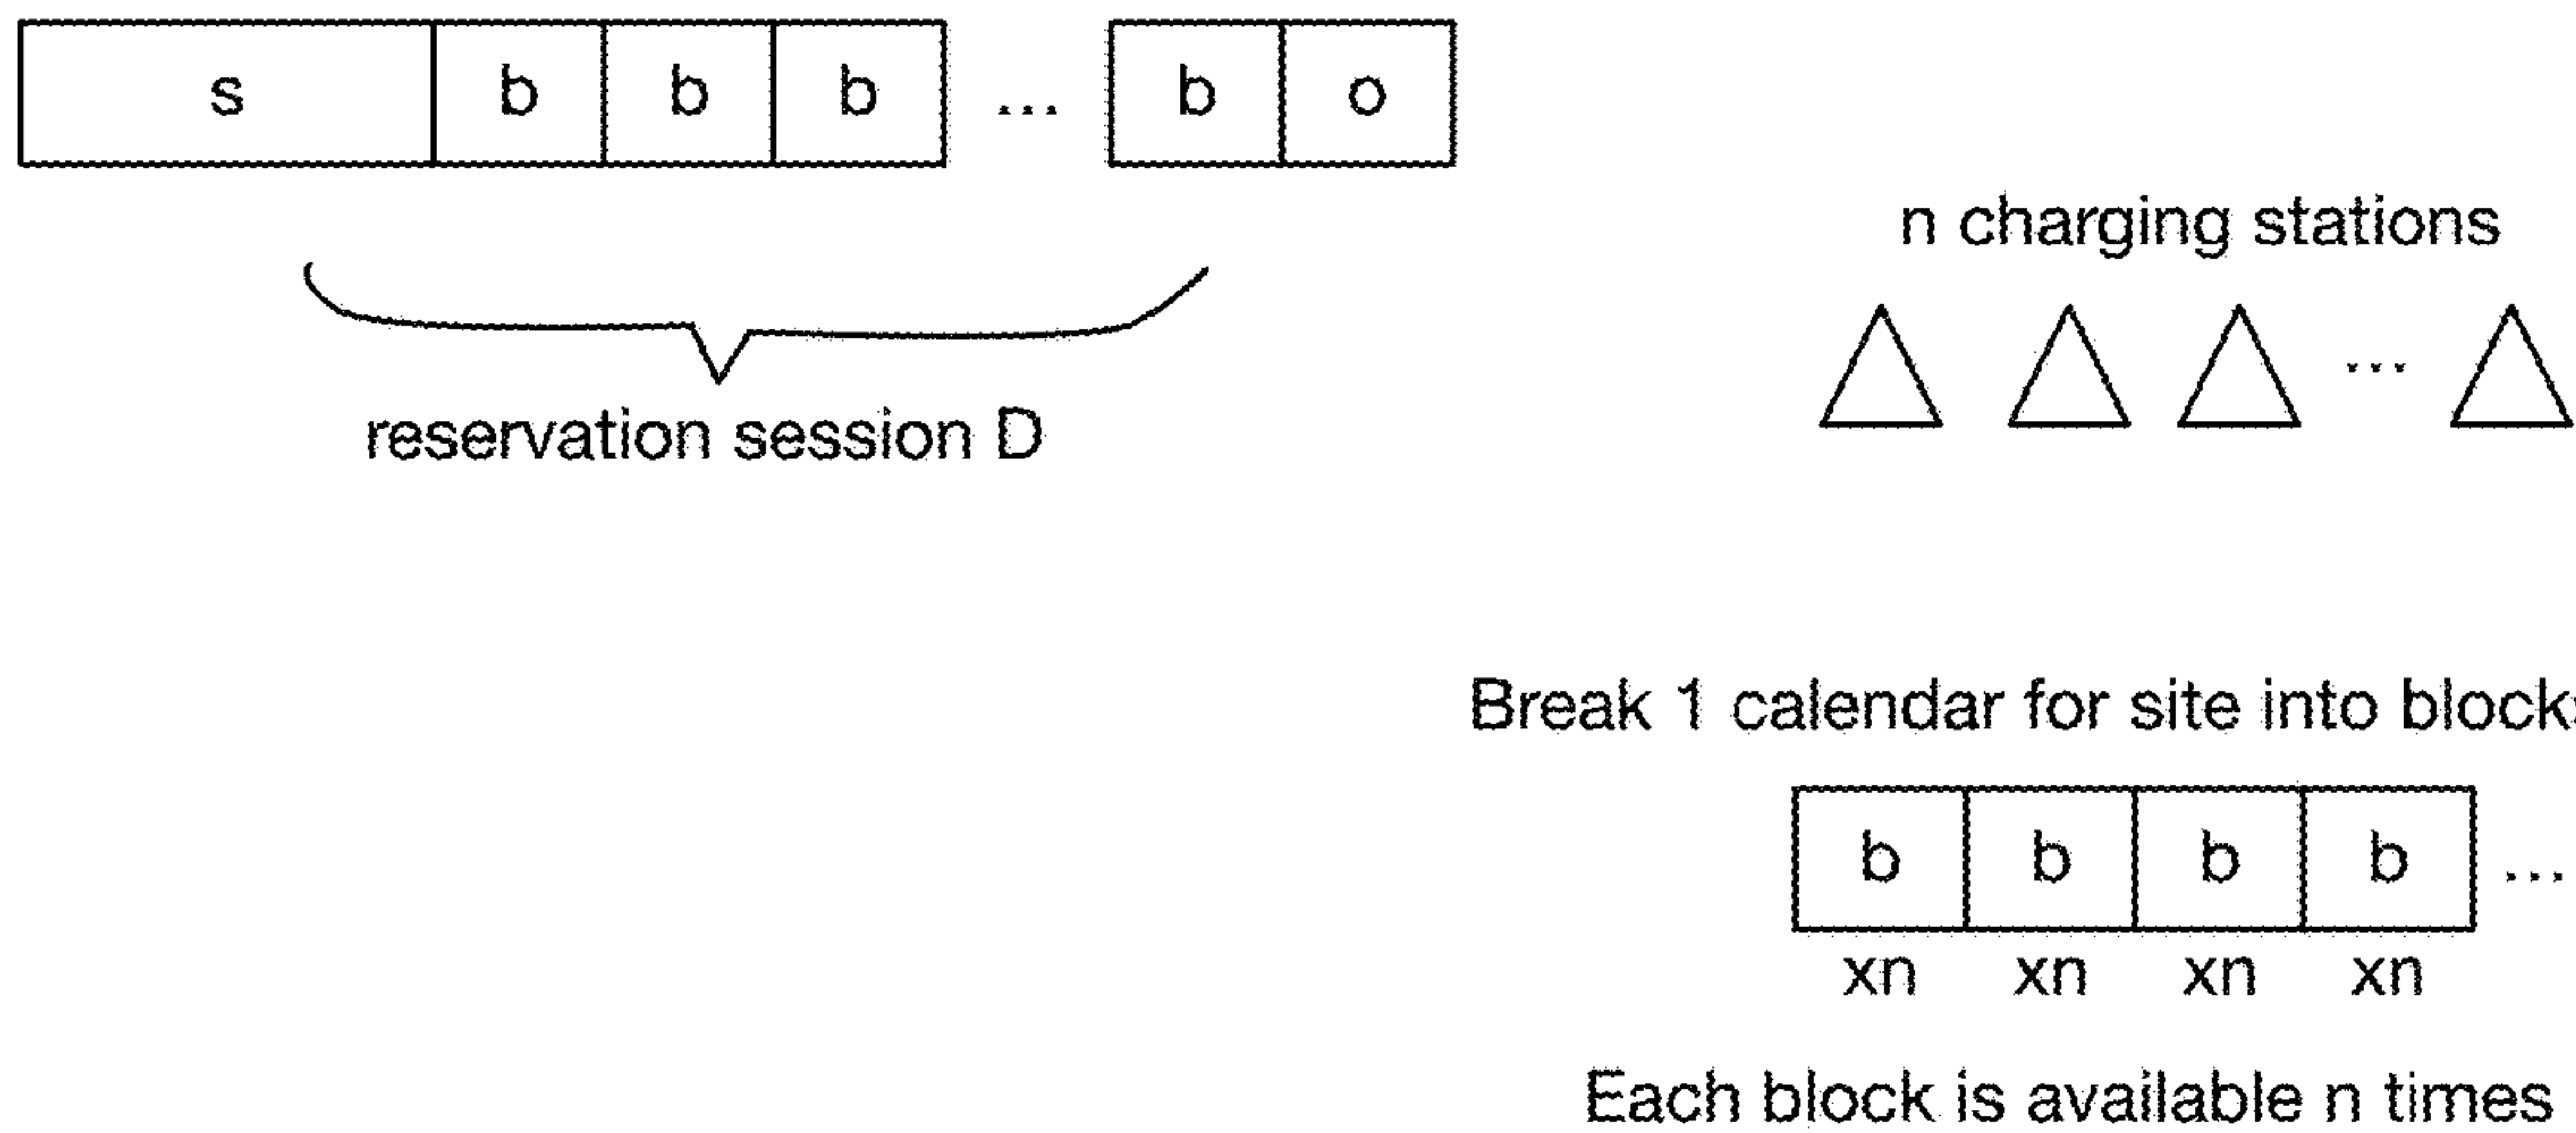 s b b b ... b o
reservation session D
n charging stations
...
Break 1 calendar for site into
b b b b ...
xn xn xn xn
Each block is available n times